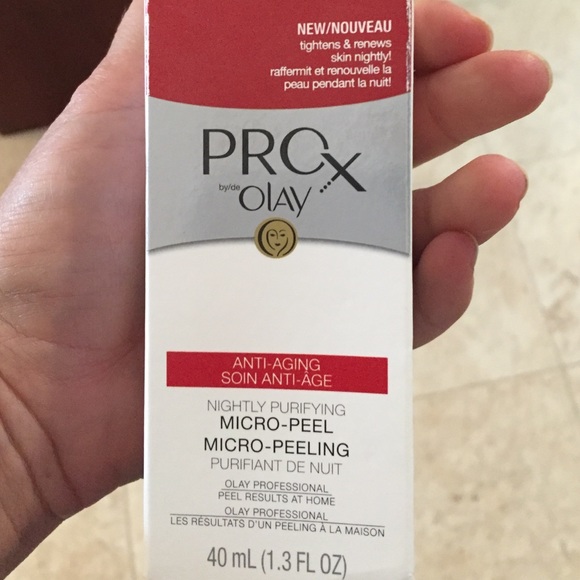 NEW/NOUVEAU
tightens & renews
skin nightly!
raffermit et renouvelle la
peau pendant la nuit!
PROX
by/de OLAY
ANTI-AGING
SOIN ANTI-ÂGE
NIGHTLY PURIFYING
MICRO-PEEL
MICRO-PEELING
PURIFIANT DE NUIT
OLAY PROFESSIONAL
PEEL RESULTS AT HOME
OLAY PROFESSIONAL
LES RÉSULTATS D'UN PEELING À LA MAISON
40 mL (1.3 FL OZ)